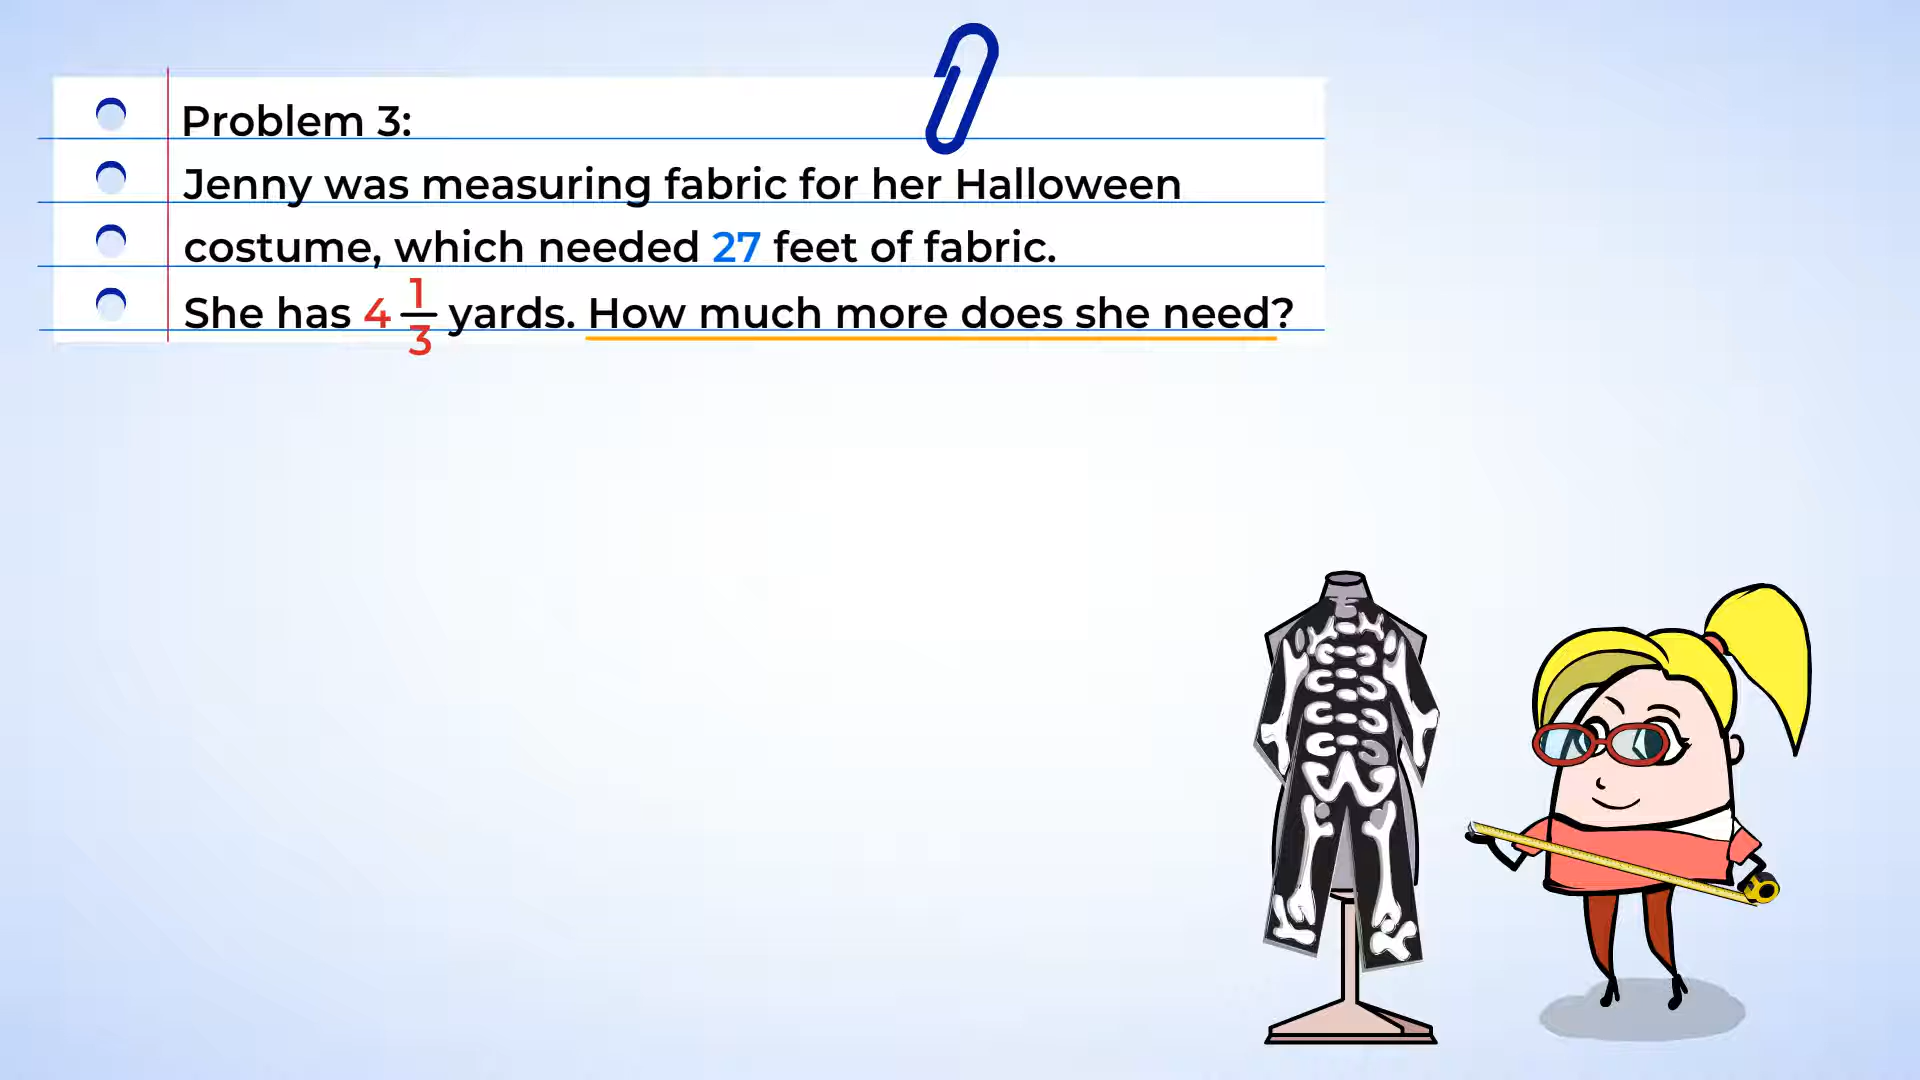 Problem 3:
Jenny was measuring fabric for her Halloween
costume, which needed 27 feet of fabric.
She has 4 1/3 yards. How much more does she need?